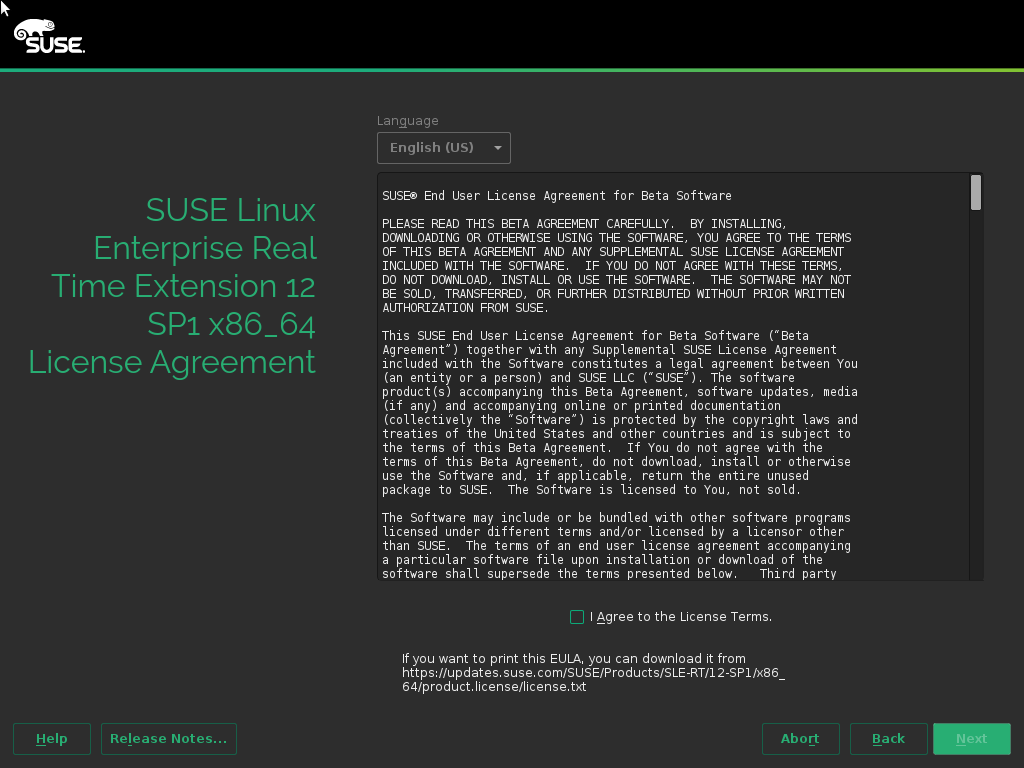 SUSE
Language
English (US)
SUSE Linux
Enterprise Real
Time Extension 12
SP1 x86_64
License Agreement
SUSE® End User License Agreement for Beta Software
PLEASE READ THIS BETA AGREEMENT CAREFULLY.  BY INSTALLING,
DOWNLOADING OR OTHERWISE USING THE SOFTWARE, YOU AGREE TO THE TERMS
OF THIS BETA AGREEMENT AND ANY SUPPLEMENTAL SUSE LICENSE AGREEMENT
INCLUDED WITH THE SOFTWARE.  IF YOU DO NOT AGREE WITH THESE TERMS,
DO NOT DOWNLOAD, INSTALL OR USE THE SOFTWARE.  THE SOFTWARE MAY NOT
BE SOLD, TRANSFERRED, OR FURTHER DISTRIBUTED WITHOUT PRIOR WRITTEN
AUTHORIZATION FROM SUSE.
This SUSE End User License Agreement for Beta Software (“Beta
Agreement”) together with any Supplemental SUSE License Agreement
included with the Software constitutes a legal agreement between You
(an entity or a person) and SUSE LLC (“SUSE”). The software
product(s) accompanying this Beta Agreement, software updates, media
(if any) and accompanying online or printed documentation
(collectively the “Software”) is protected by the copyright laws and
treaties of the United States and other countries and is subject to
the terms of this Beta Agreement.  If You do not agree with the
terms of this Beta Agreement, do not download, install or otherwise
use the Software and, if applicable, return the entire unused
package to SUSE.  The Software is licensed to You, not sold.
The Software may include or be bundled with other software programs
licensed under different terms and/or licensed by a licensor other
than SUSE.  The terms of an end user license agreement accompanying
a particular software file upon installation or download of the
software shall supersede the terms presented below.   Third party
I Agree to the License Terms.
If you want to print this EULA, you can download it from
https://updates.suse.com/SUSE/Products/SLE-RT/12-SP1/x86_
64/product.license/license.txt
Help
Release Notes...
Abort
Back
Next